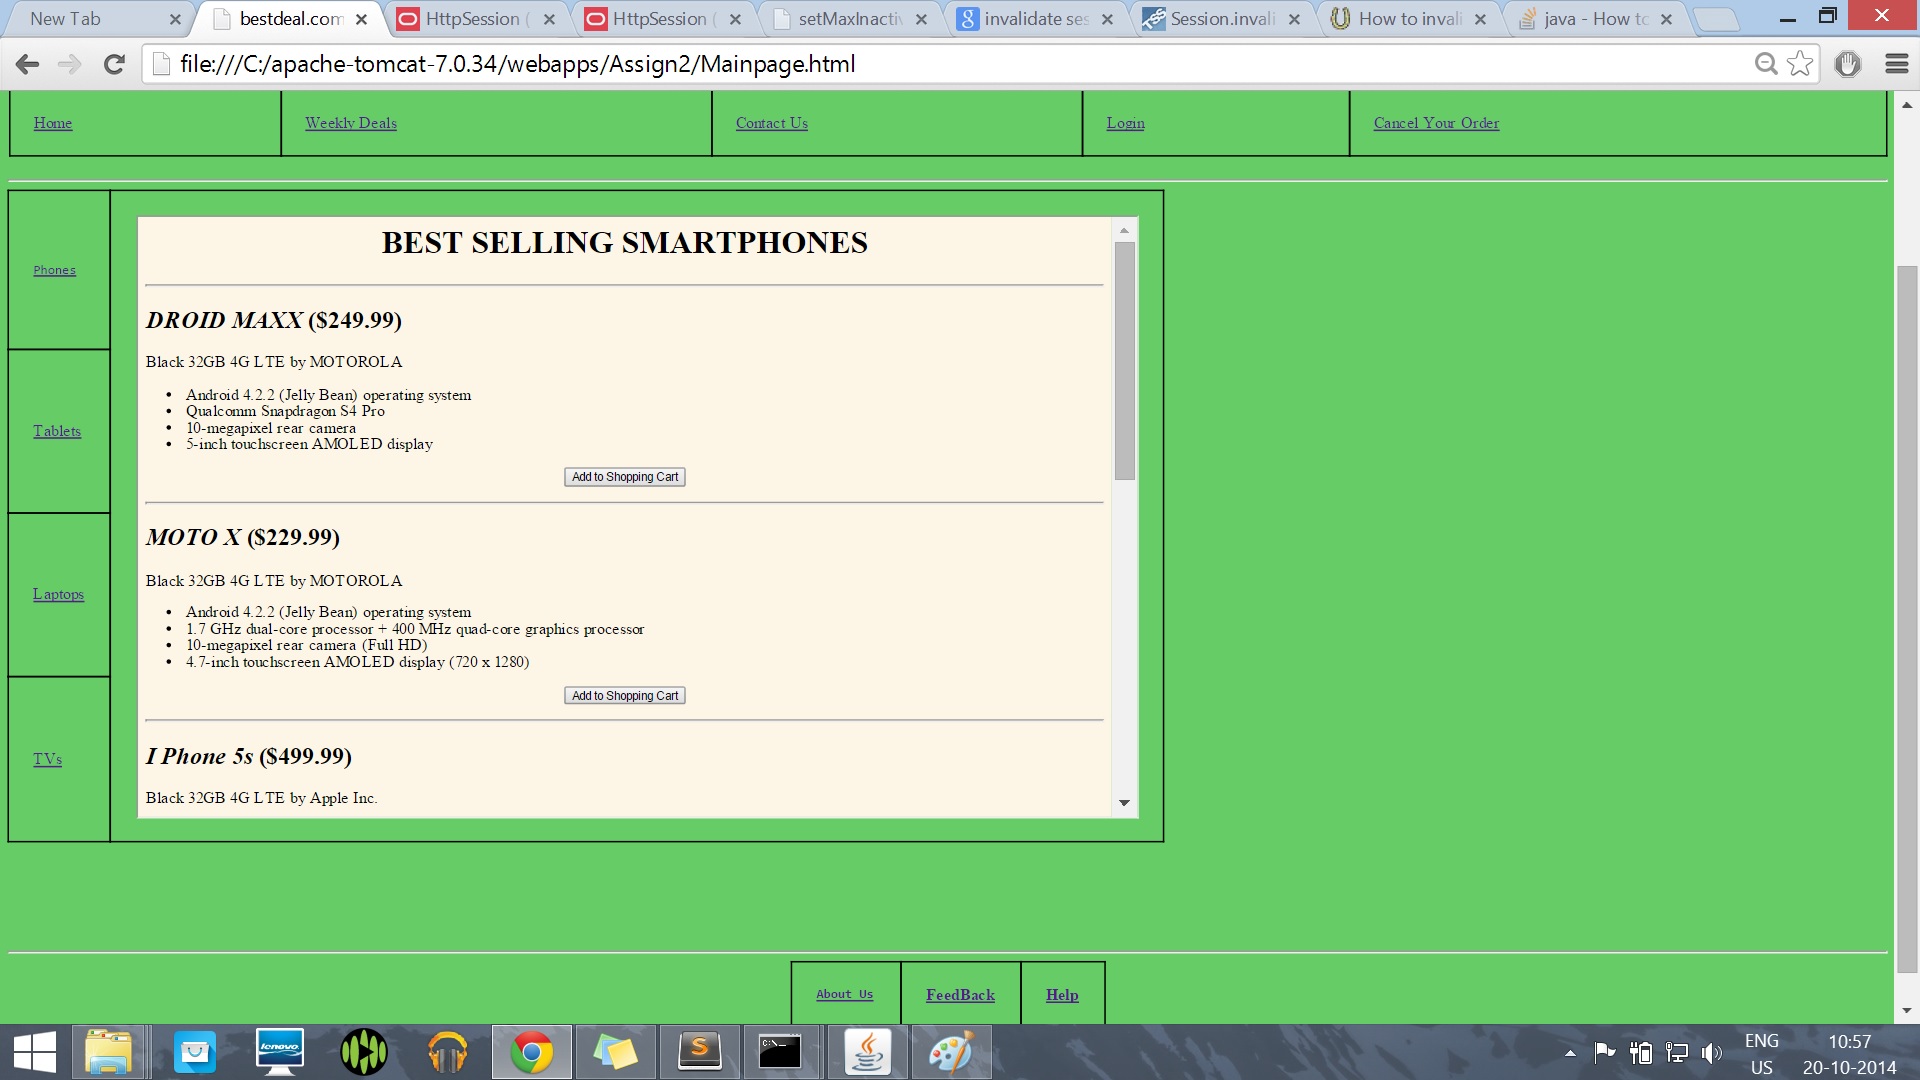 New Tab
bestdeal.com
HttpSession (
HttpSession (
setMaxInactiv
invalidate ses
Session.invali
How to invali
java - How to
file:///C:/apache-tomcat-7.0.34/webapps/Assign2/Mainpage.html
Home
Weekly Deals
Contact Us
Login
Cancel Your Order
Phones
Tablets
Laptops
TVs
BEST SELLING SMARTPHONES
DROID MAXX ($249.99)
Black 32GB 4G LTE by MOTOROLA
• Android 4.2.2 (Jelly Bean) operating system
• Qualcomm Snapdragon S4 Pro
• 10-megapixel rear camera
• 5-inch touchscreen AMOLED display
Add to Shopping Cart
MOTO X ($229.99)
Black 32GB 4G LTE by MOTOROLA
• Android 4.2.2 (Jelly Bean) operating system
• 1.7 GHz dual-core processor + 400 MHz quad-core graphics processor
• 10-megapixel rear camera (Full HD)
• 4.7-inch touchscreen AMOLED display (720 x 1280)
Add to Shopping Cart
I Phone 5s ($499.99)
Black 32GB 4G LTE by Apple Inc.
About Us
FeedBack
Help
lenovo
ENG
US
10:57
20-10-2014